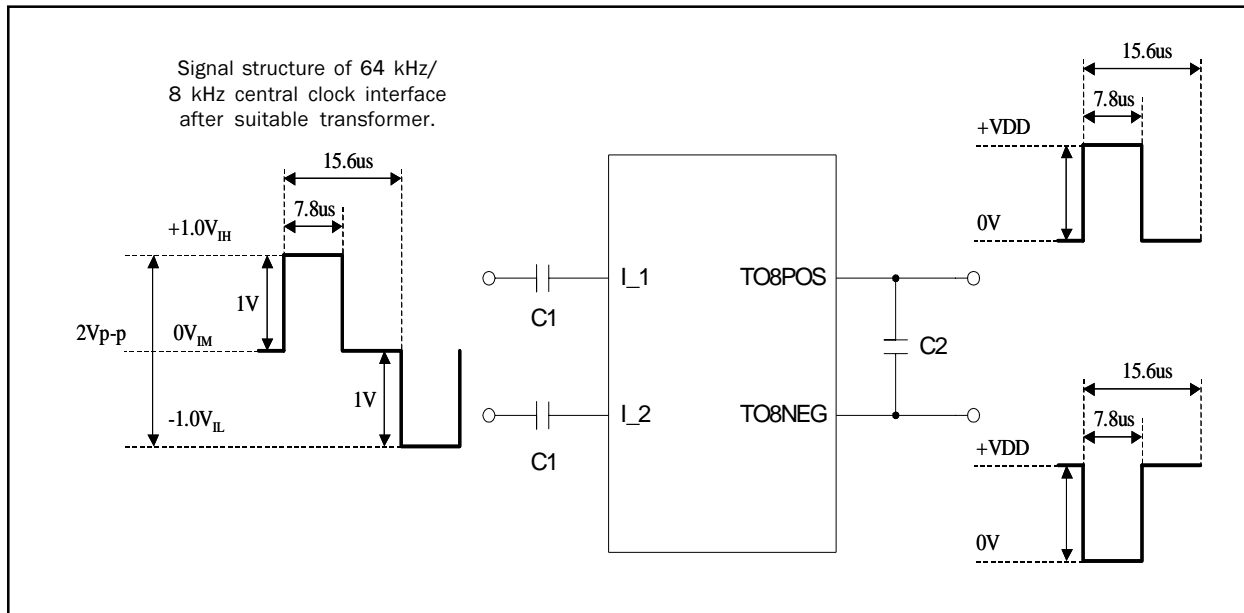 Signal structure of 64 kHz/
8 kHz central clock interface
after suitable transformer.
15.6us
7.8us
+1.0VIH
1V
2Vp-p
0VIM
1V
-1.0VIL
C1
I_1
C1
I_2
TO8POS
C2
TO8NEG
15.6us
7.8us
+VDD
0V
15.6us
7.8us
+VDD
0V